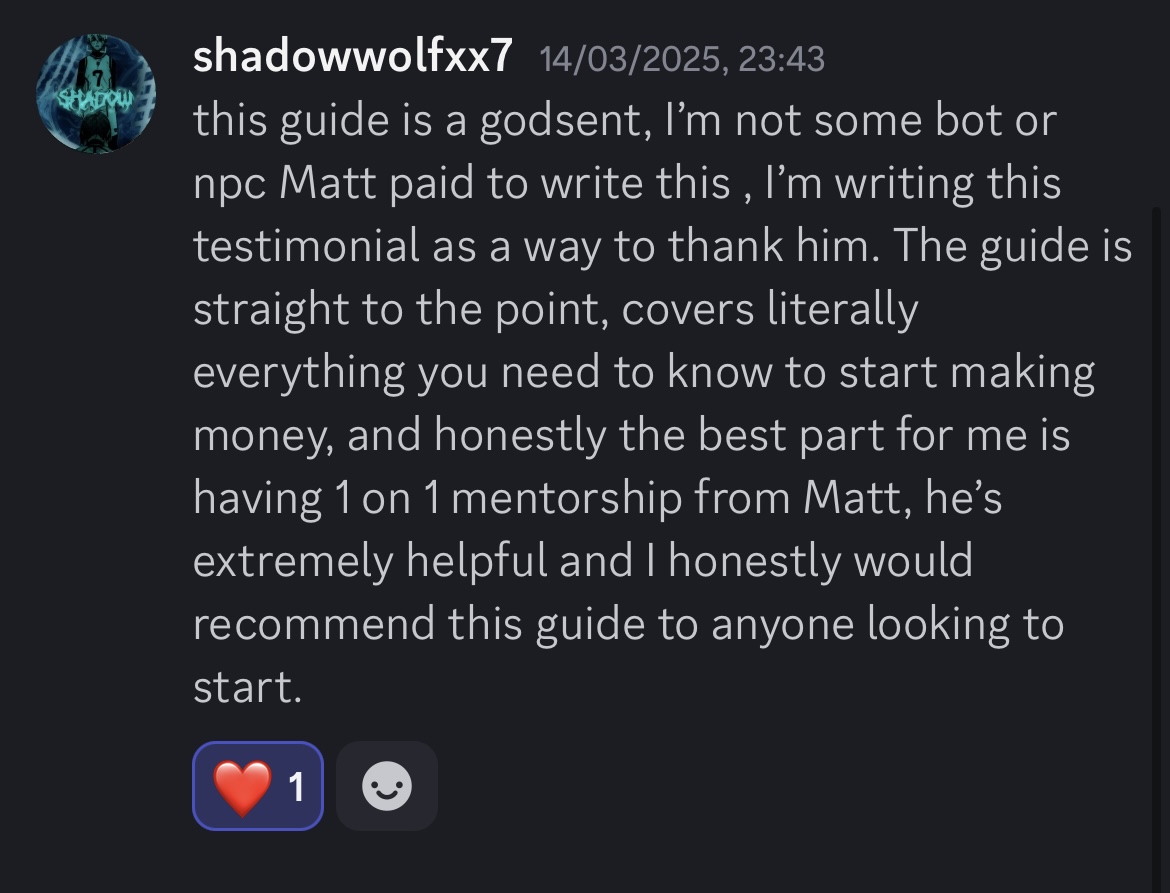 shadowwolfxx7 14/03/2025, 23:43
this guide is a godsent, I’m not some bot or
npc Matt paid to write this , I’m writing this
testimonial as a way to thank him. The guide is
straight to the point, covers literally
everything you need to know to start making
money, and honestly the best part for me is
having 1 on 1 mentorship from Matt, he’s
extremely helpful and I honestly would
recommend this guide to anyone looking to
start.
1
7
SHADOW